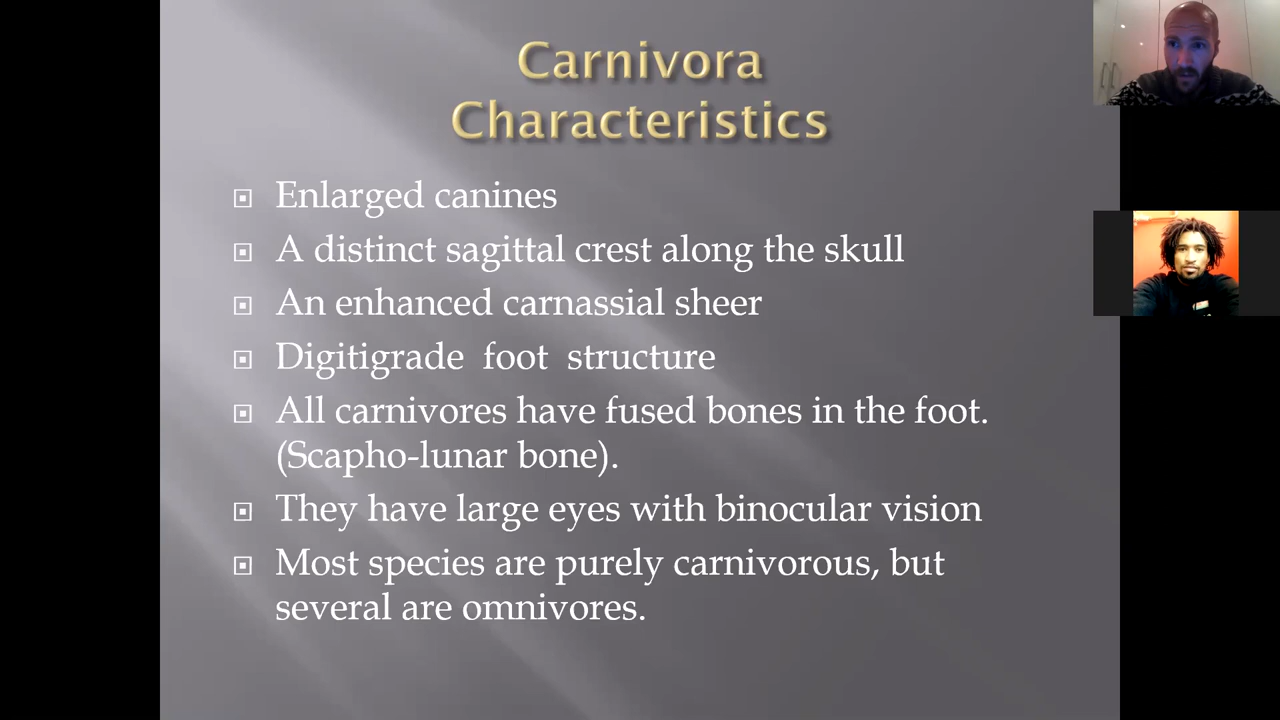 Carnivora
Characteristics
Enlarged canines
A distinct sagittal crest along the skull
An enhanced carnassial sheer
Digitigrade foot structure
All carnivores have fused bones in the foot.
(Scapho-lunar bone).
They have large eyes with binocular vision
Most species are purely carnivorous, but
several are omnivores.